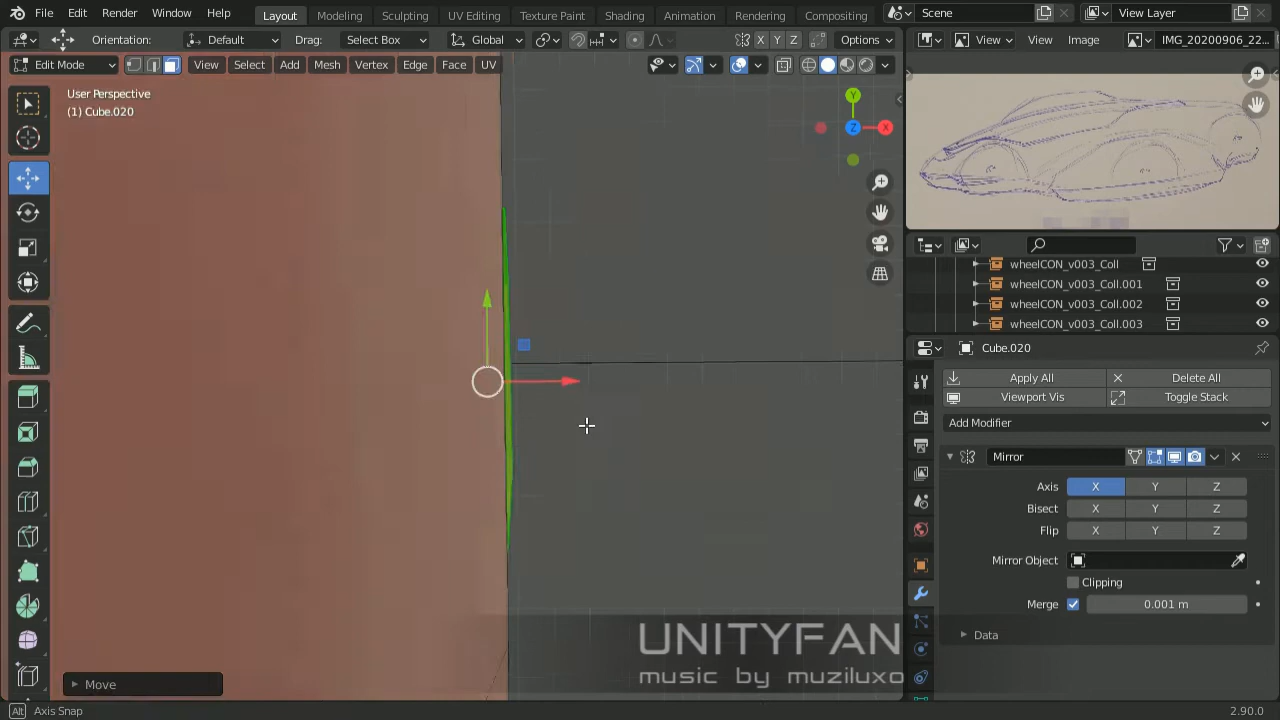 File Edit Render Window Help Layout Modeling Sculpting UV Editing Texture Paint Shading Animation Rendering Compositing Scene View Layer
Orientation: Default Drag: Select Box Global X Y Z Options View View Image IMG_20200906_22...
Edit Mode View Select Add Mesh Vertex Edge Face UV
User Perspective
(1) Cube.020
Y
Z
X
wheelCON_v003_Coll
wheelCON_v003_Coll.001
wheelCON_v003_Coll.002
wheelCON_v003_Coll.003
Cube.020
Apply All Delete All
Viewport Vis Toggle Stack
Add Modifier
Mirror
Axis X Y Z
Bisect X Y Z
Flip X Y Z
Mirror Object
Clipping
Merge 0.001 m
Data
UNITYFAN
music by muziluxo
Move
Alt Axis Snap 2.90.0